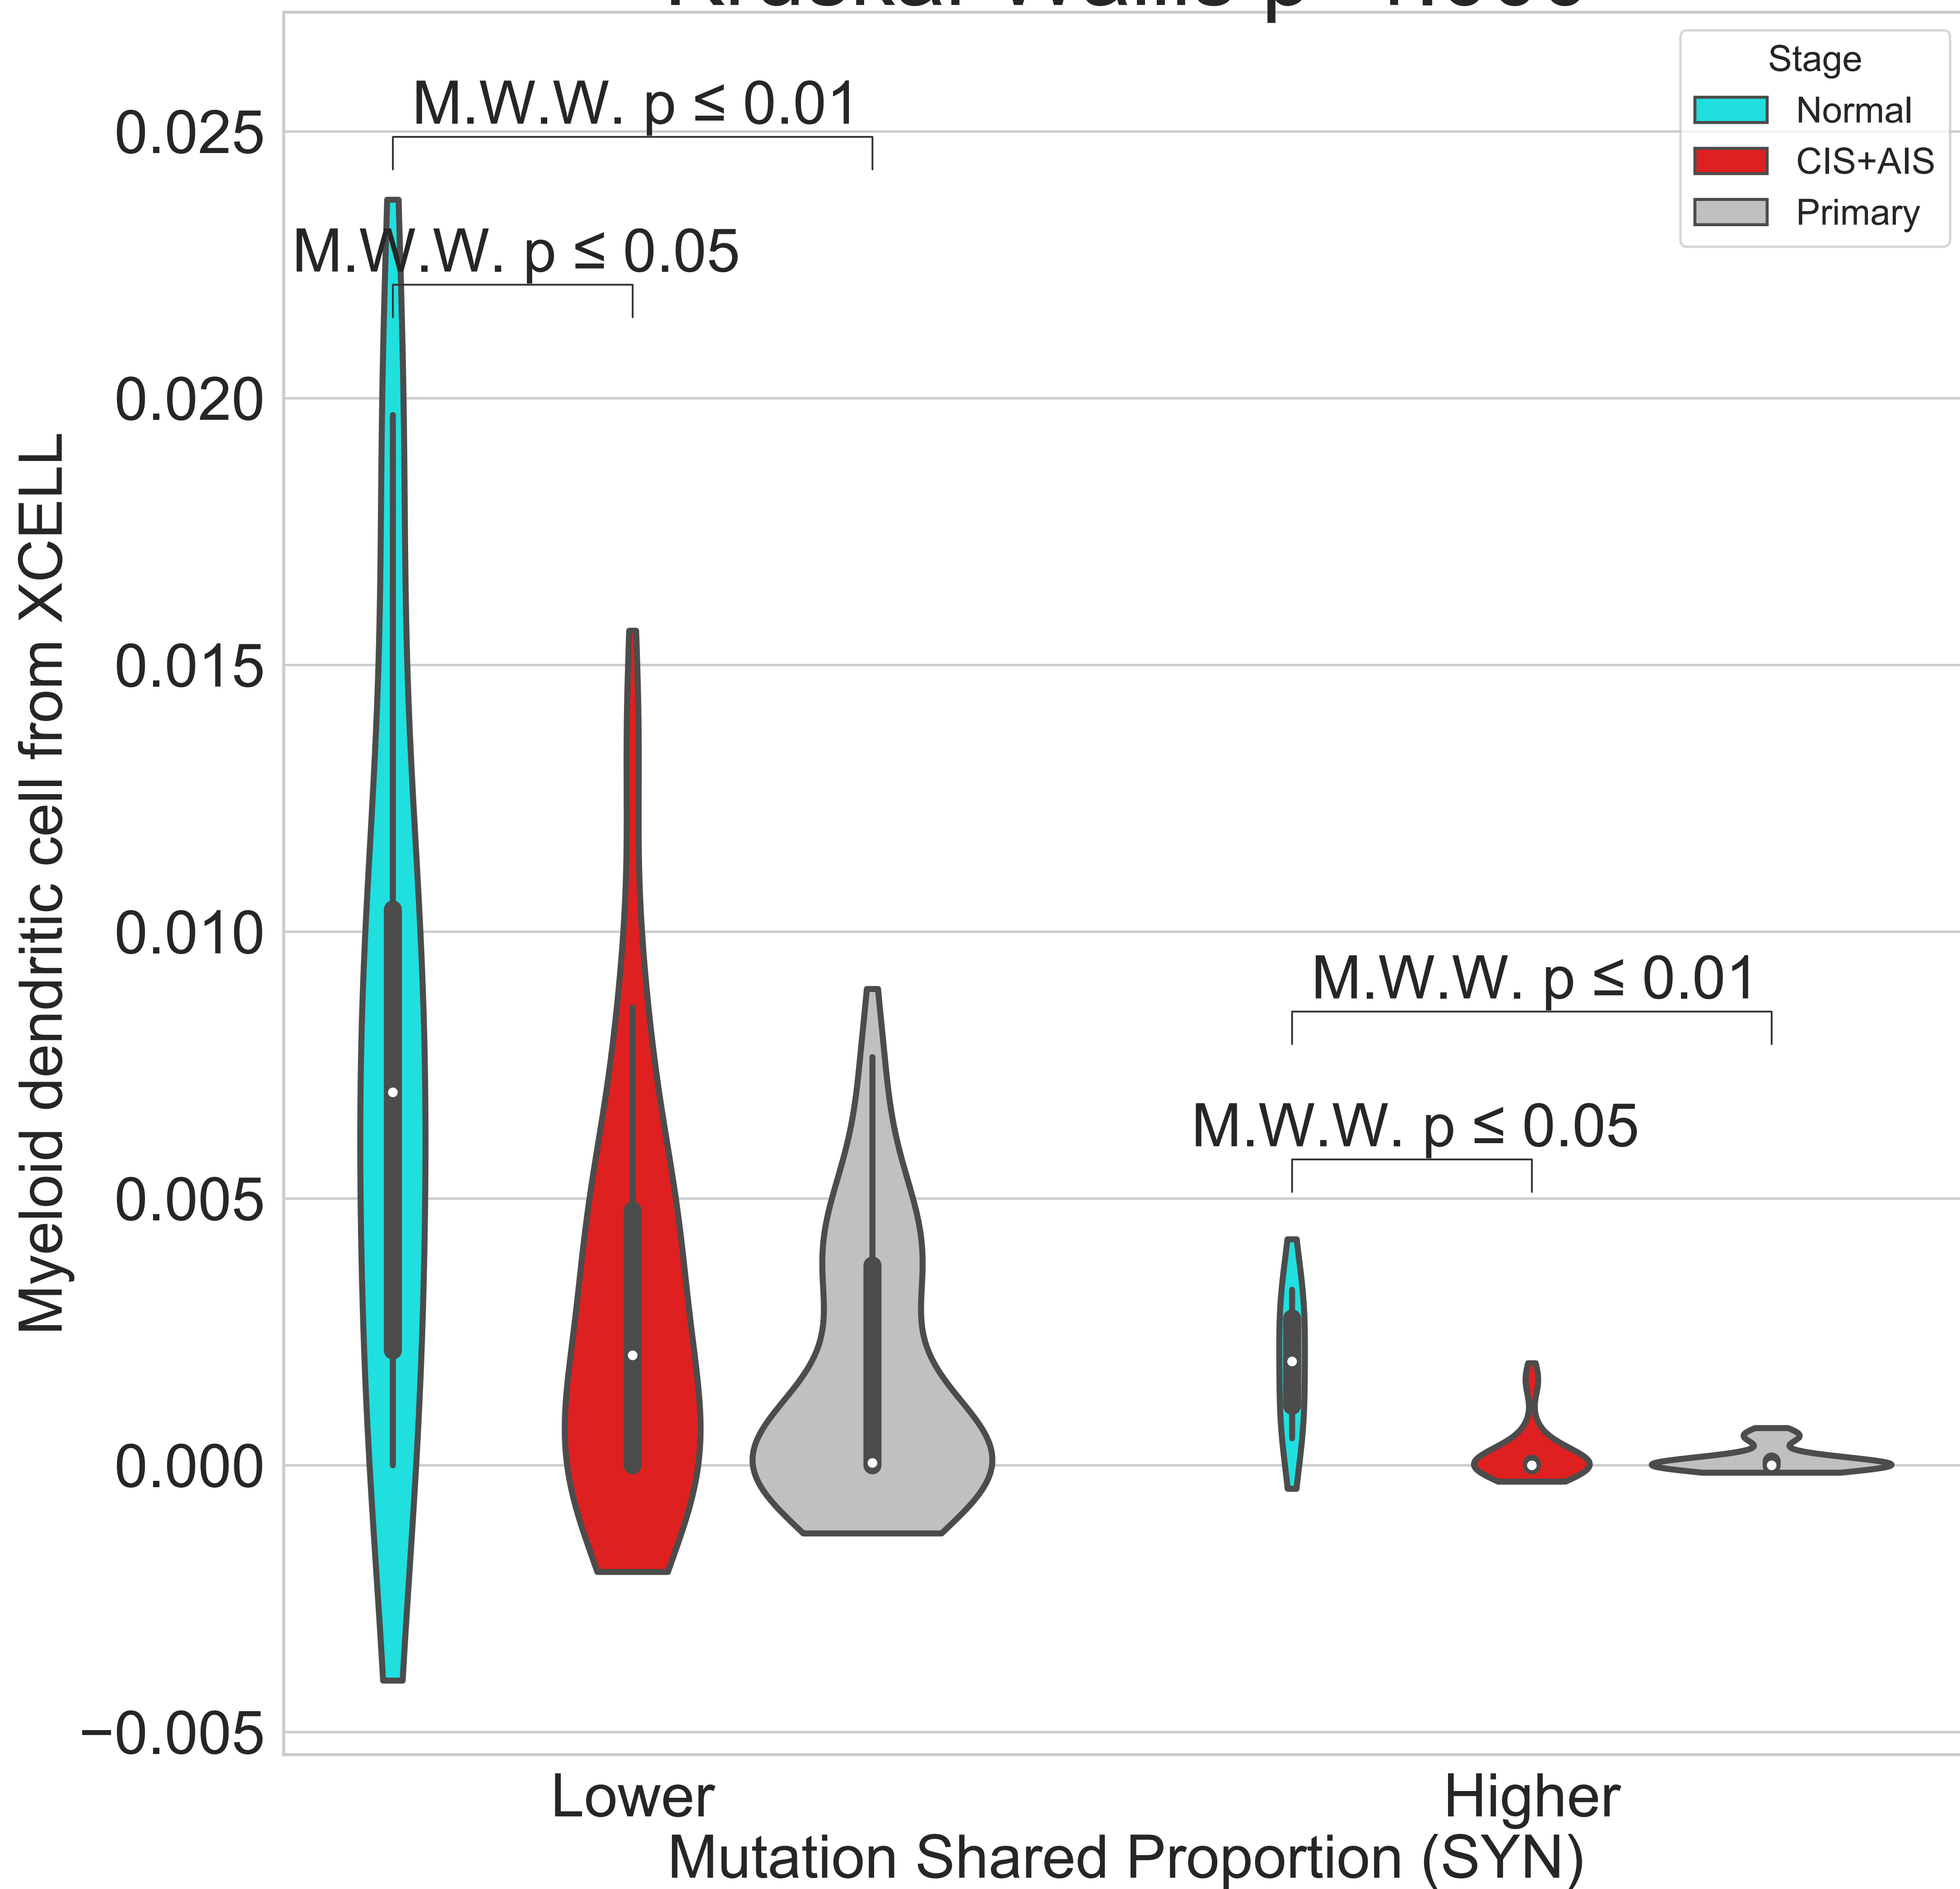 Stage
Normal
CIS+AIS
Primary
M.W.W. p ≤ 0.01
M.W.W. p ≤ 0.05
M.W.W. p ≤ 0.01
M.W.W. p ≤ 0.05
0.025
0.020
0.015
0.010
0.005
0.000
−0.005
Myeloid dendritic cell from XCELL
Lower
Higher
Mutation Shared Proportion (SYN)